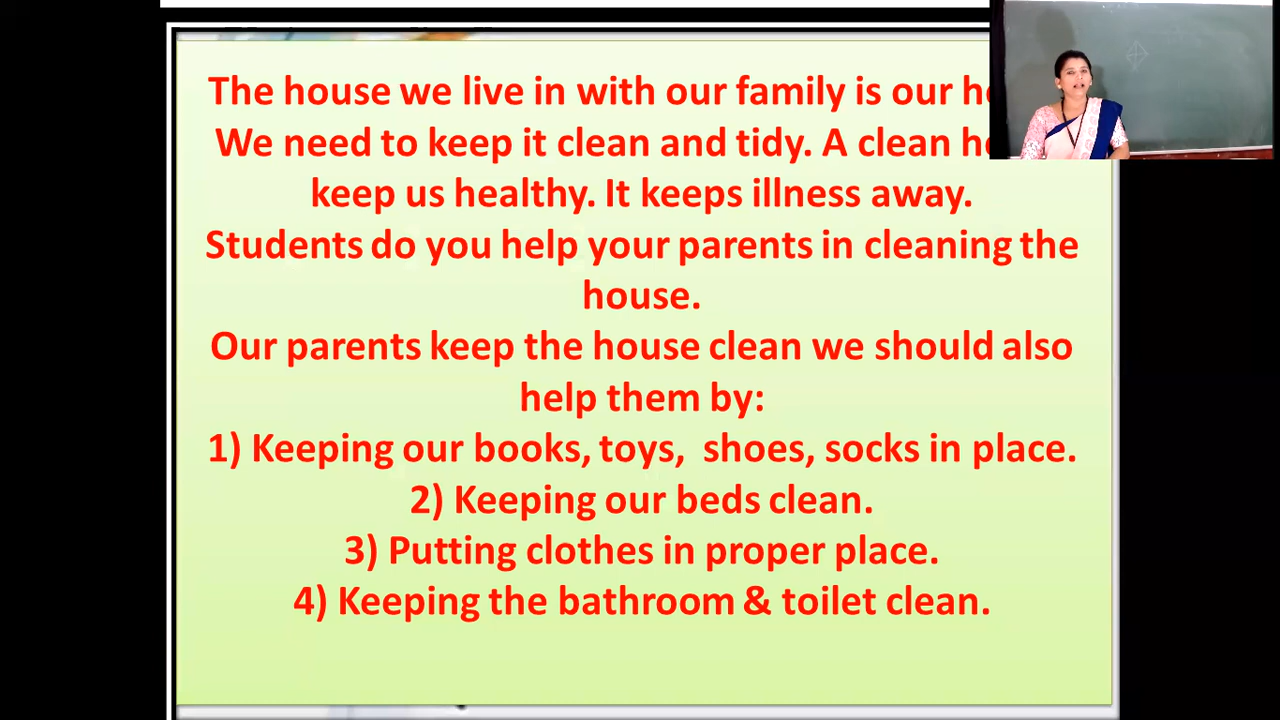 The house we live in with our family is our
We need to keep it clean and tidy. A clean
keep us healthy. It keeps illness away.
Students do you help your parents in cleaning the
house.
Our parents keep the house clean we should also
help them by:
1) Keeping our books, toys,  shoes, socks in place.
2) Keeping our beds clean.
3) Putting clothes in proper place.
4) Keeping the bathroom & toilet clean.